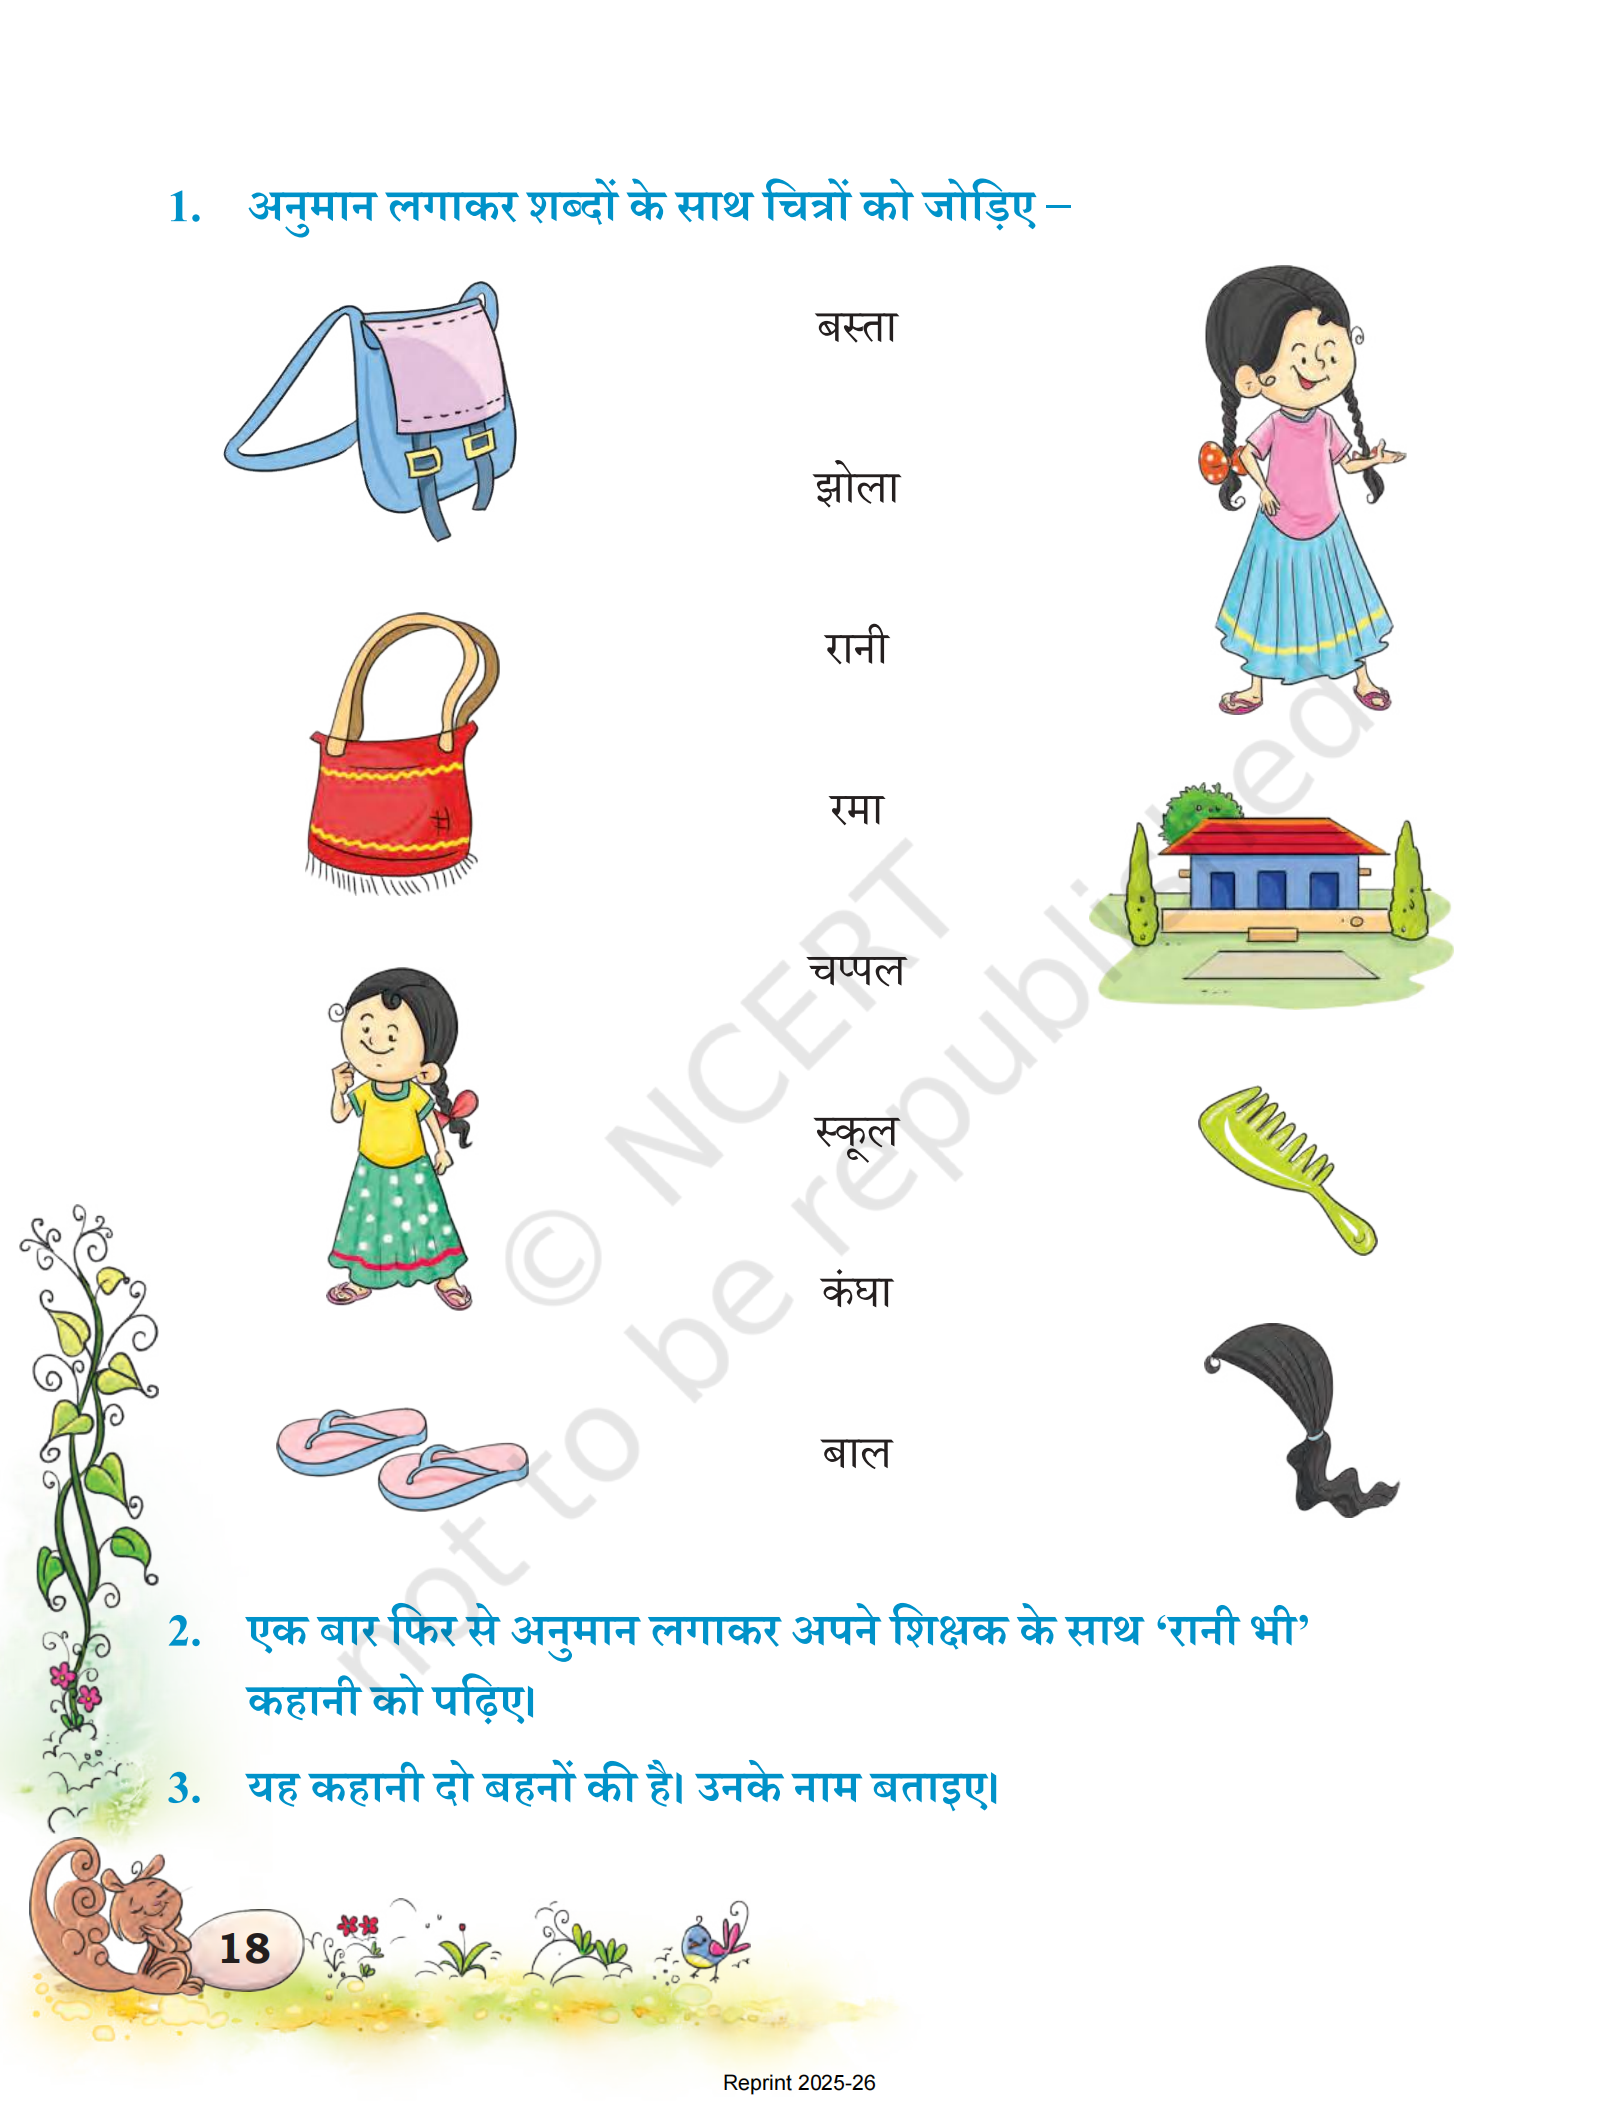 1. अनुमान लगाकर शब्दों के साथ चित्रों को जोड़िए –
बस्ता
झोला
रानी
रमा
चप्पल
स्कूल
कंघा
बाल
© NCERT
not to be republished
2. एक बार फिर से अनुमान लगाकर अपने शिक्षक के साथ ‘रानी भी’
कहानी को पढ़िए।
3. यह कहानी दो बहनों की है। उनके नाम बताइए।
18
Reprint 2025-26